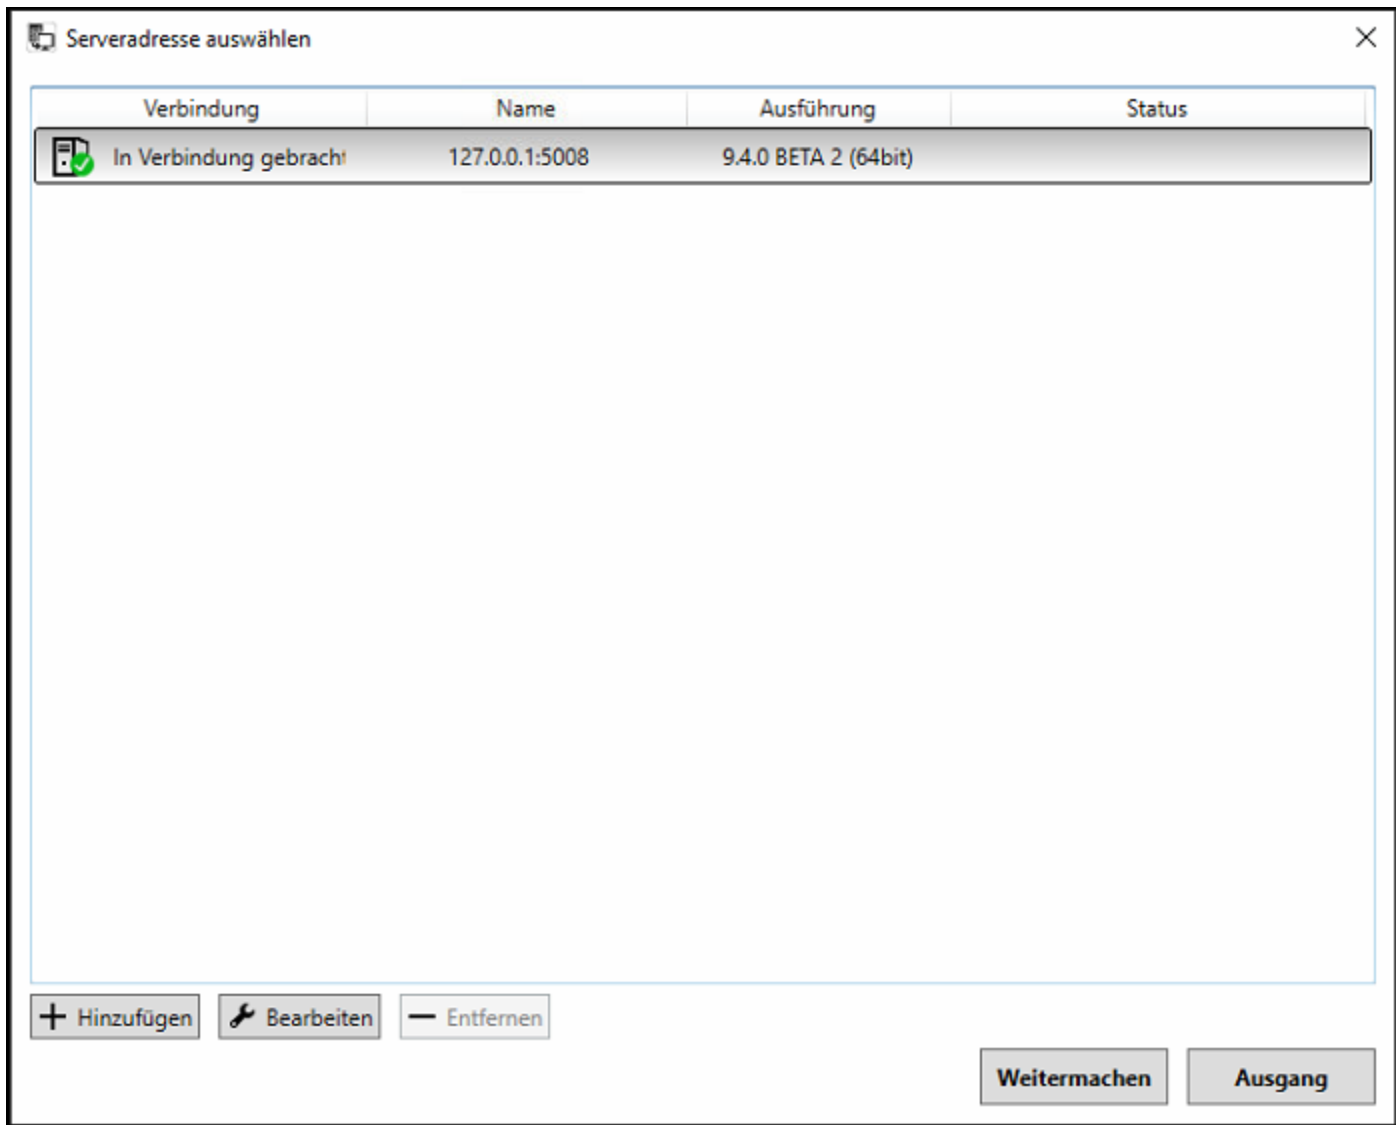 Serveradresse auswählen
Verbindung Name Ausführung Status
In Verbindung gebracht 127.0.0.1:5008 9.4.0 BETA 2 (64bit)
Hinzufügen Bearbeiten Entfernen
Weitermachen Ausgang